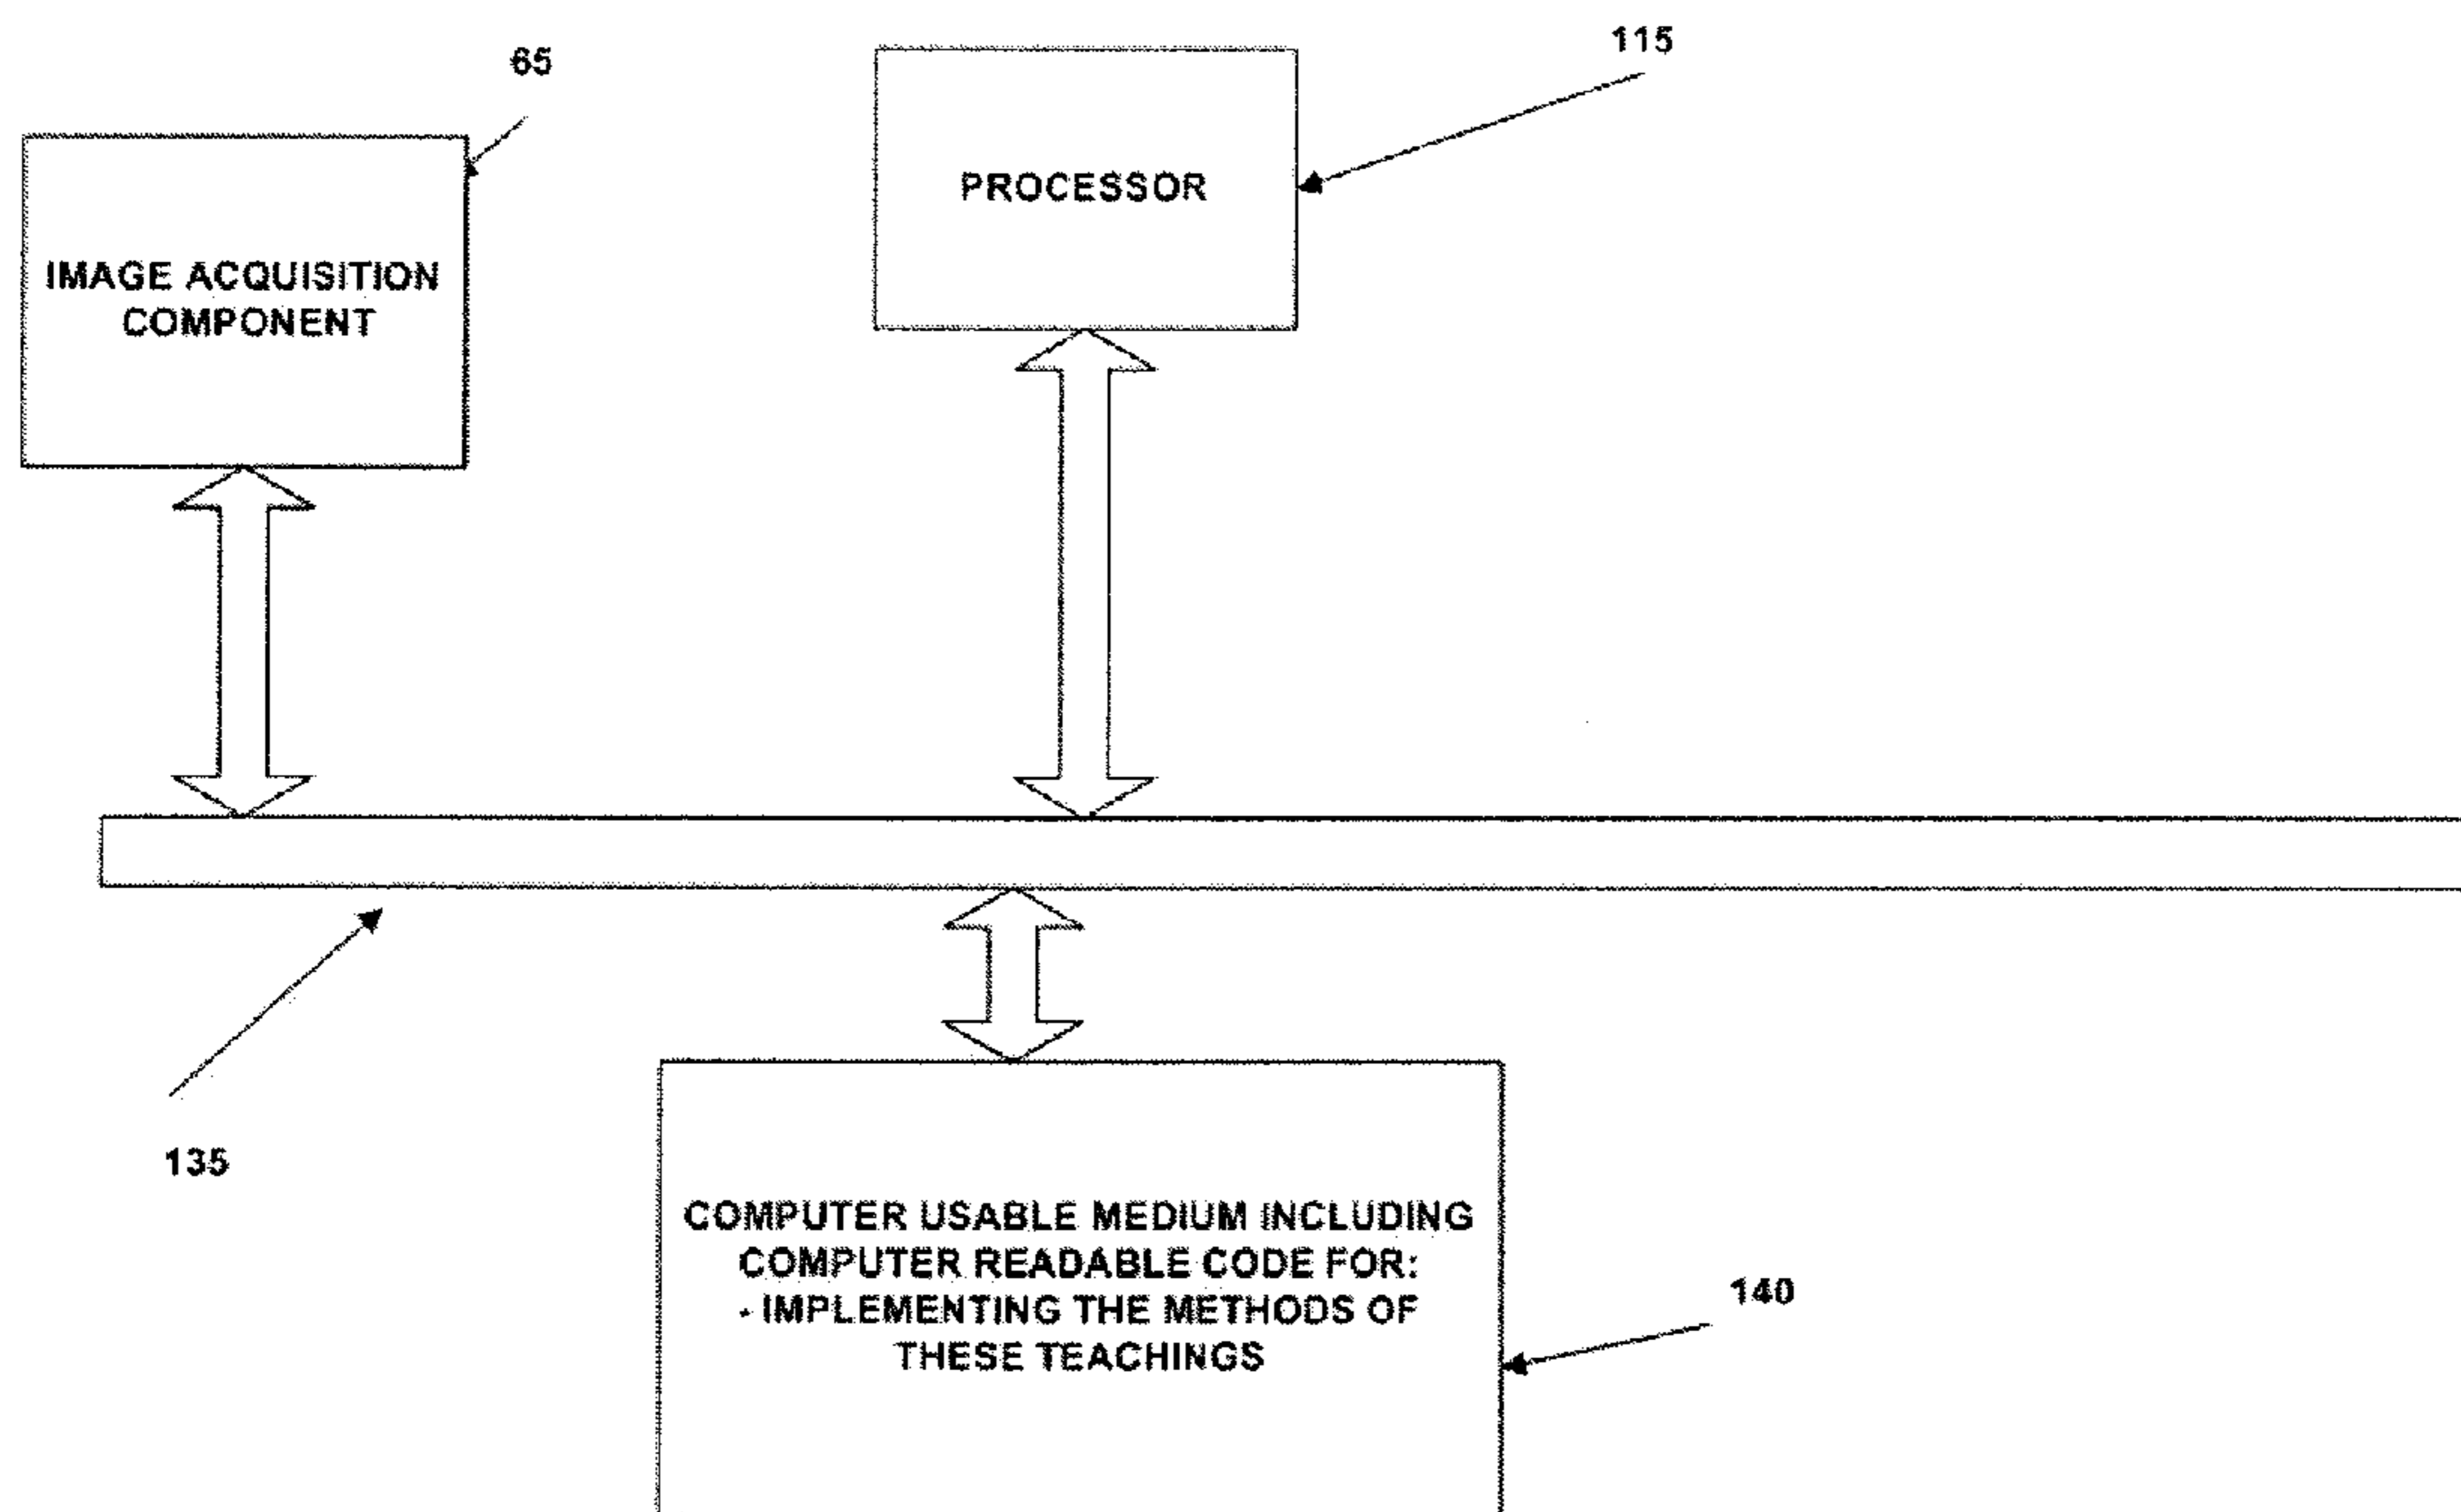 65
115
PROCESSOR
IMAGE ACQUISITION
COMPONENT
135
COMPUTER USABLE MEDIUM INCLUDING
COMPUTER READABLE CODE FOR:
- IMPLEMENTING THE METHODS OF
THESE TEACHINGS
140